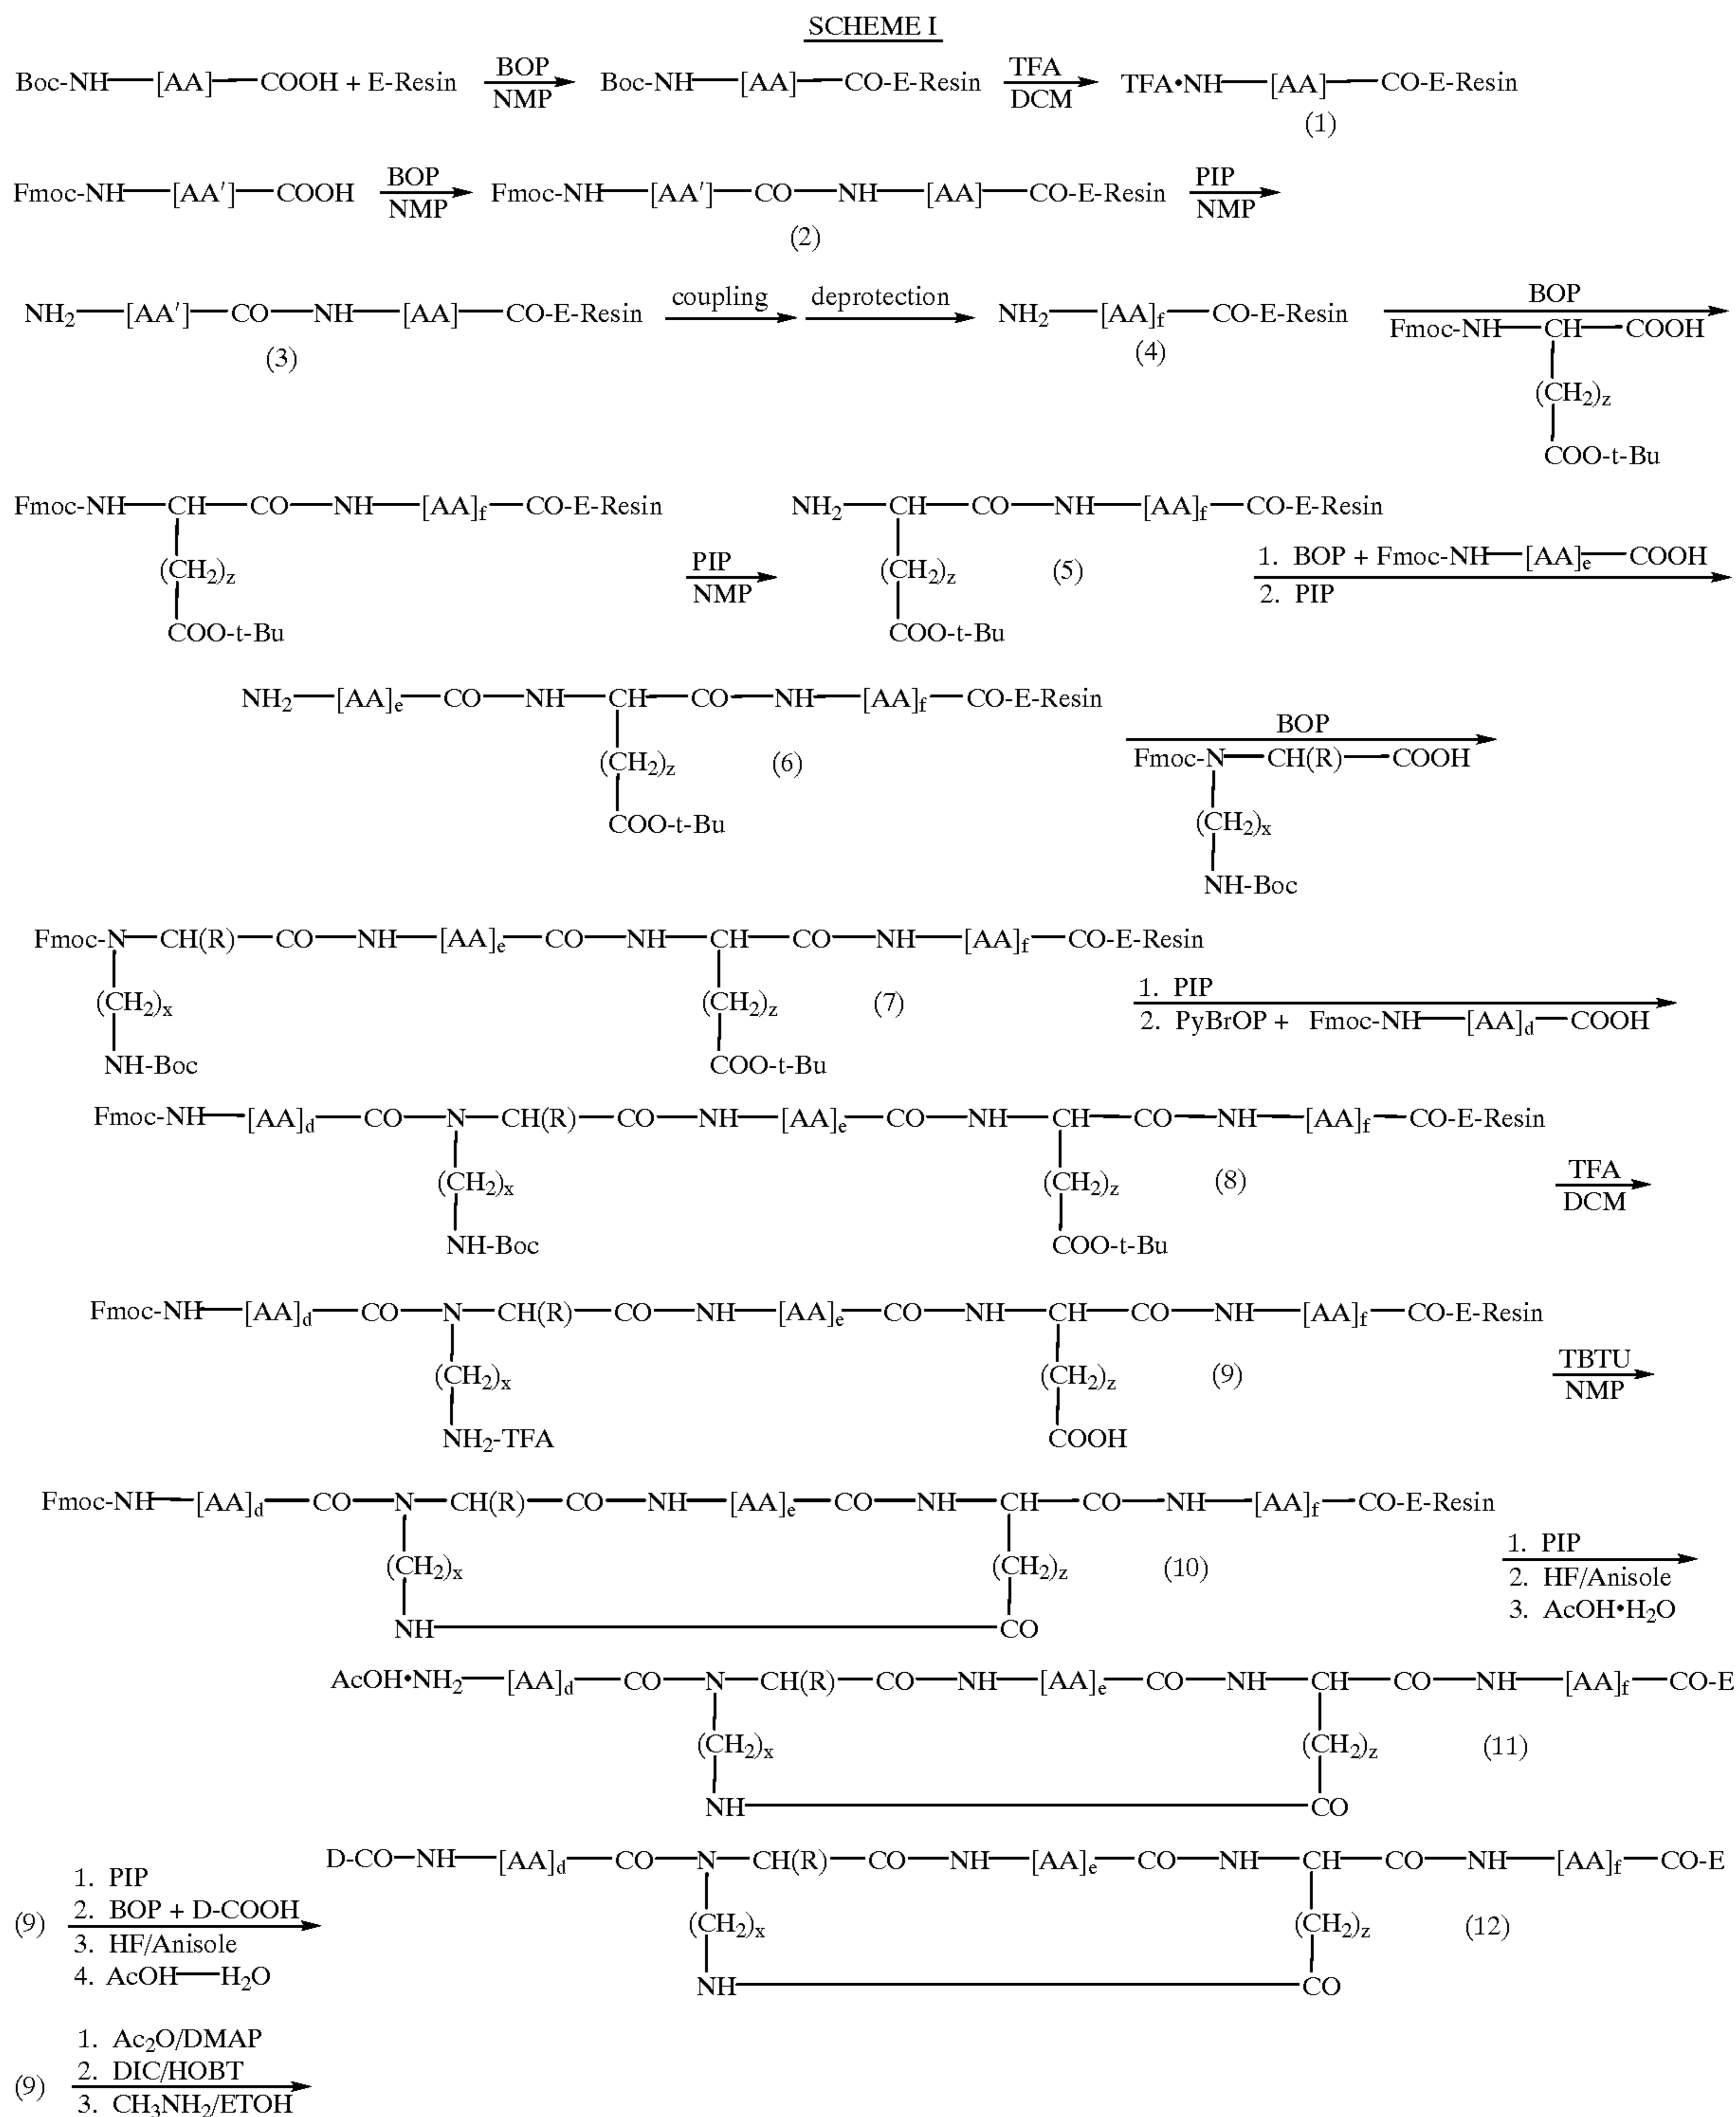 SCHEME I
Boc-NH—[AA]—COOH + E-Resin BOP NMP Boc-NH—[AA]—CO-E-Resin TFA DCM TFA•NH—[AA]—CO-E-Resin
(1)
Fmoc-NH—[AA′]—COOH BOP NMP Fmoc-NH—[AA′]—CO—NH—[AA]—CO-E-Resin PIP NMP
(2)
NH₂—[AA′]—CO—NH—[AA]—CO-E-Resin coupling deprotection NH₂—[AA]f—CO-E-Resin BOP
(3) (4) Fmoc-NH—CH—COOH
(CH₂)z
COO-t-Bu
Fmoc-NH—CH—CO—NH—[AA]f—CO-E-Resin NH₂—CH—CO—NH—[AA]f—CO-E-Resin
(CH₂)z PIP NMP (CH₂)z (5) 1. BOP + Fmoc-NH—[AA]e—COOH
2. PIP
COO-t-Bu COO-t-Bu
NH₂—[AA]e—CO—NH—CH—CO—NH—[AA]f—CO-E-Resin
BOP
(CH₂)z (6) Fmoc-N—CH(R)—COOH
COO-t-Bu (CH₂)x
NH-Boc
Fmoc-N—CH(R)—CO—NH—[AA]e—CO—NH—CH—CO—NH—[AA]f—CO-E-Resin
(CH₂)x (CH₂)z (7) 1. PIP
2. PyBrOP + Fmoc-NH—[AA]d—COOH
NH-Boc COO-t-Bu
Fmoc-NH—[AA]d—CO—N—CH(R)—CO—NH—[AA]e—CO—NH—CH—CO—NH—[AA]f—CO-E-Resin
(CH₂)x (CH₂)z (8) TFA DCM
NH-Boc COO-t-Bu
Fmoc-NH—[AA]d—CO—N—CH(R)—CO—NH—[AA]e—CO—NH—CH—CO—NH—[AA]f—CO-E-Resin
(CH₂)x (CH₂)z (9) TBTU NMP
NH₂-TFA COOH
Fmoc-NH—[AA]d—CO—N—CH(R)—CO—NH—[AA]e—CO—NH—CH—CO—NH—[AA]f—CO-E-Resin
(CH₂)x (CH₂)z (10) 1. PIP
2. HF/Anisole
3. AcOH•H₂O
NH—CO
AcOH•NH₂—[AA]d—CO—N—CH(R)—CO—NH—[AA]e—CO—NH—CH—CO—NH—[AA]f—CO-E
(CH₂)x (CH₂)z (11)
NH—CO
D-CO—NH—[AA]d—CO—N—CH(R)—CO—NH—[AA]e—CO—NH—CH—CO—NH—[AA]f—CO-E
(9) 1. PIP
2. BOP + D-COOH
3. HF/Anisole
4. AcOH—H₂O
(CH₂)x (CH₂)z (12)
NH—CO
(9) 1. Ac₂O/DMAP
2. DIC/HOBT
3. CH₃NH₂/ETOH